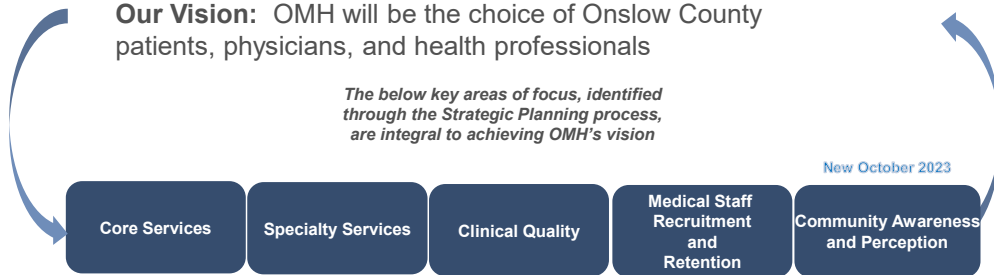 Our Vision: OMH will be the choice of Onslow County
patients, physicians, and health professionals
The below key areas of focus, identified
through the Strategic Planning process,
are integral to achieving OMH's vision
New October 2023
Core Services
Specialty Services
Clinical Quality
Medical Staff
Recruitment
and
Retention
Community Awareness
and Perception